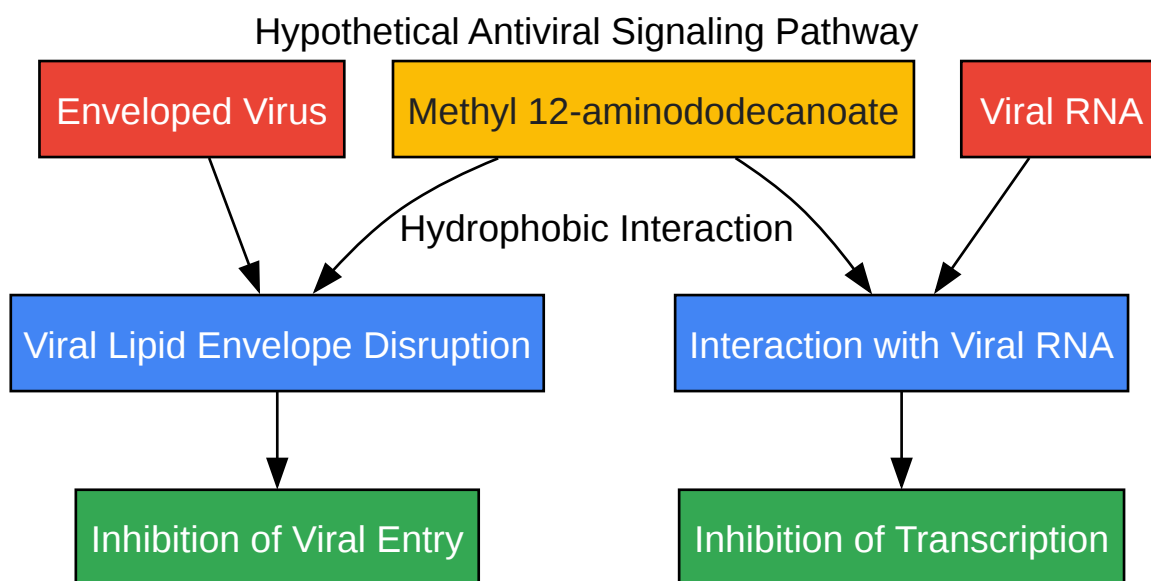 Hypothetical Antiviral Signaling Pathway
Enveloped Virus
Methyl 12-aminododecanoate
Viral RNA
Hydrophobic Interaction
Viral Lipid Envelope Disruption
Interaction with Viral RNA
Inhibition of Viral Entry
Inhibition of Transcription